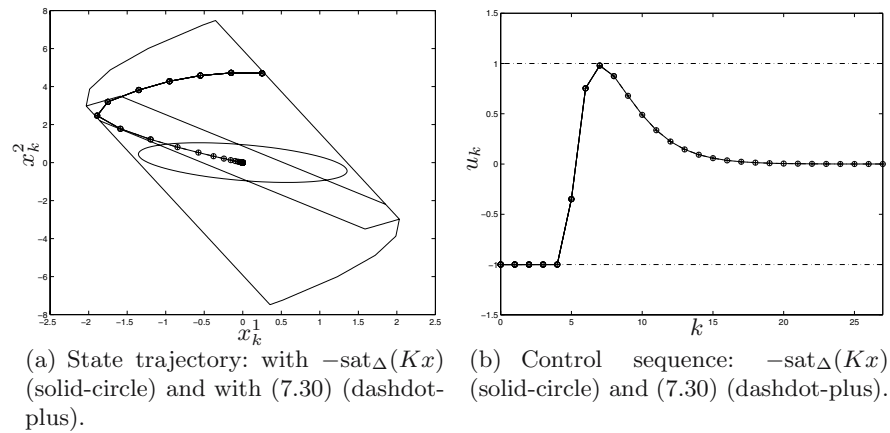 8
6
4
2
0
−2
−4
−6
−8
−2.5 −2 −1.5 −1 −0.5 0 0.5 1 1.5 2 2.5
x_k^2
x_k^1
1.5
1
0.5
0
−0.5
−1
−1.5
0 5 10 15 20 25
u_k
k
(a) State trajectory: with −sat_Δ(Kx)
(solid-circle) and with (7.30) (dashdot-
plus).
(b) Control sequence: −sat_Δ(Kx)
(solid-circle) and (7.30) (dashdot-plus).